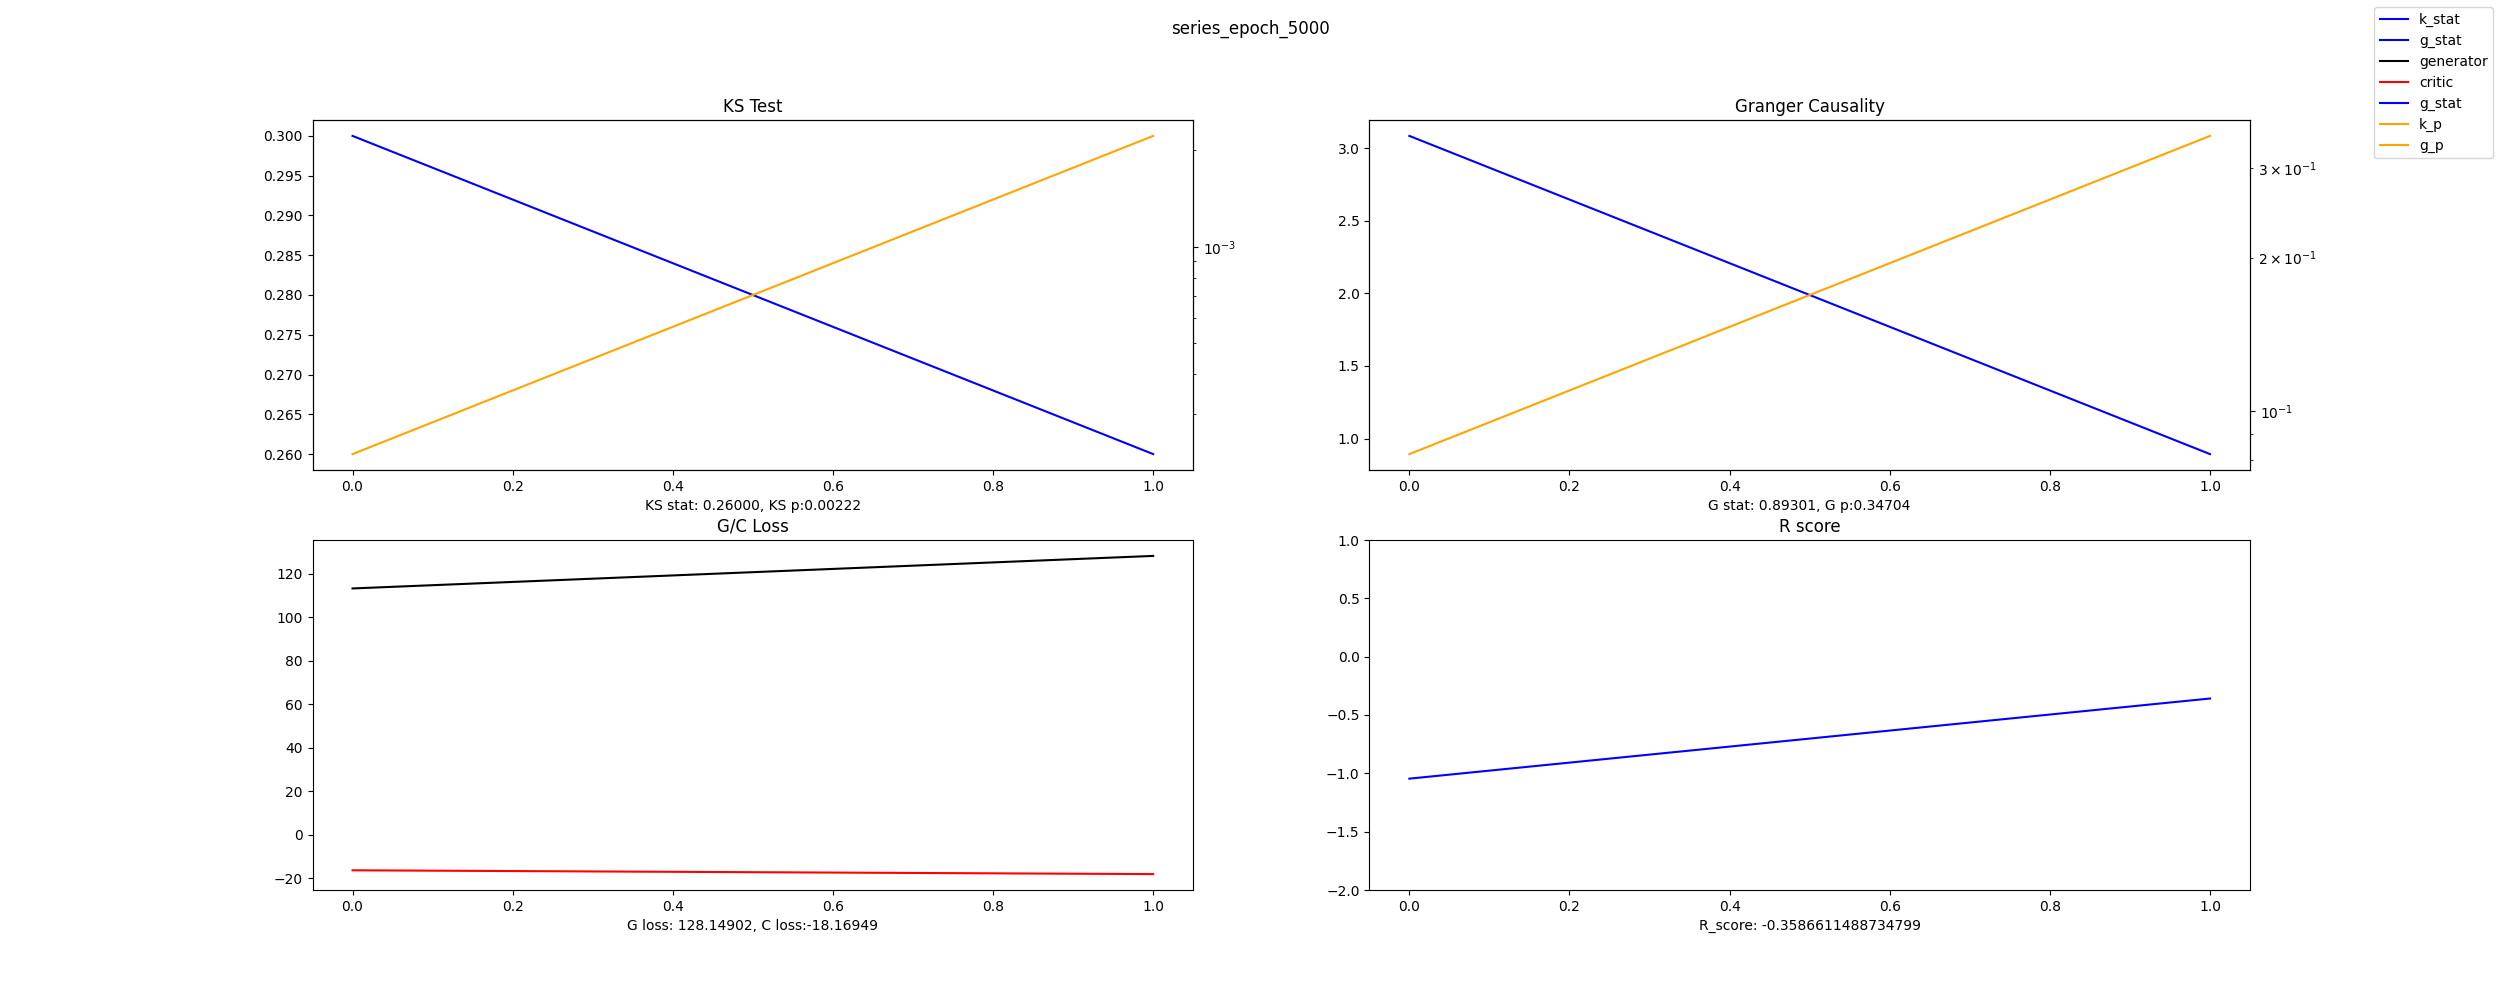 series_epoch_5000
k_stat
g_stat
generator
critic
g_stat
k_p
g_p
KS Test
0.300
0.295
0.290
0.285
0.280
0.275
0.270
0.265
0.260
10⁻³
0.0 0.2 0.4 0.6 0.8 1.0
KS stat: 0.26000, KS p:0.00222
Granger Causality
3.0
2.5
2.0
1.5
1.0
3 × 10⁻¹
2 × 10⁻¹
10⁻¹
0.0 0.2 0.4 0.6 0.8 1.0
G stat: 0.89301, G p:0.34704
G/C Loss
120
100
80
60
40
20
0
−20
0.0 0.2 0.4 0.6 0.8 1.0
G loss: 128.14902, C loss:-18.16949
R score
1.0
0.5
0.0
−0.5
−1.0
−1.5
−2.0
0.0 0.2 0.4 0.6 0.8 1.0
R_score: -0.3586611488734799